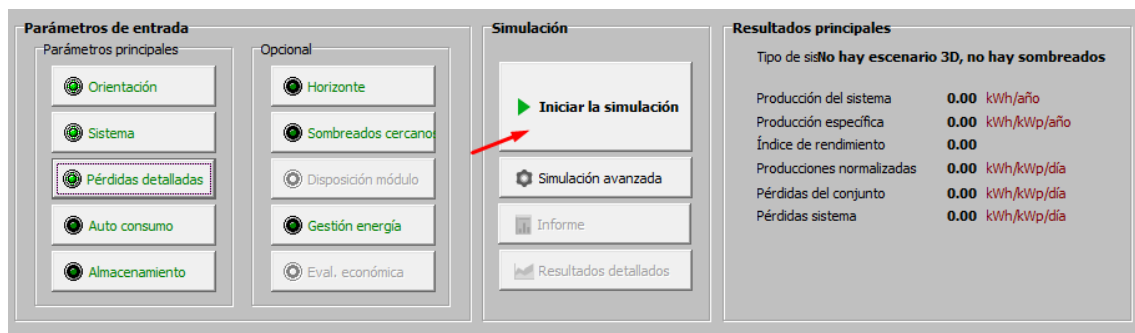 Parámetros de entrada
Parámetros principales
Orientación
Sistema
Pérdidas detalladas
Auto consumo
Almacenamiento
Opcional
Horizonte
Sombreados cercanos
Disposición módulo
Gestión energía
Eval. económica
Simulación
Iniciar la simulación
Simulación avanzada
Informe
Resultados detallados
Resultados principales
Tipo de sisNo hay escenario 3D, no hay sombreados
Producción del sistema 0.00 kWh/año
Producción específica 0.00 kWh/kWp/año
Índice de rendimiento 0.00
Producciones normalizadas 0.00 kWh/kWp/día
Pérdidas del conjunto 0.00 kWh/kWp/día
Pérdidas sistema 0.00 kWh/kWp/día